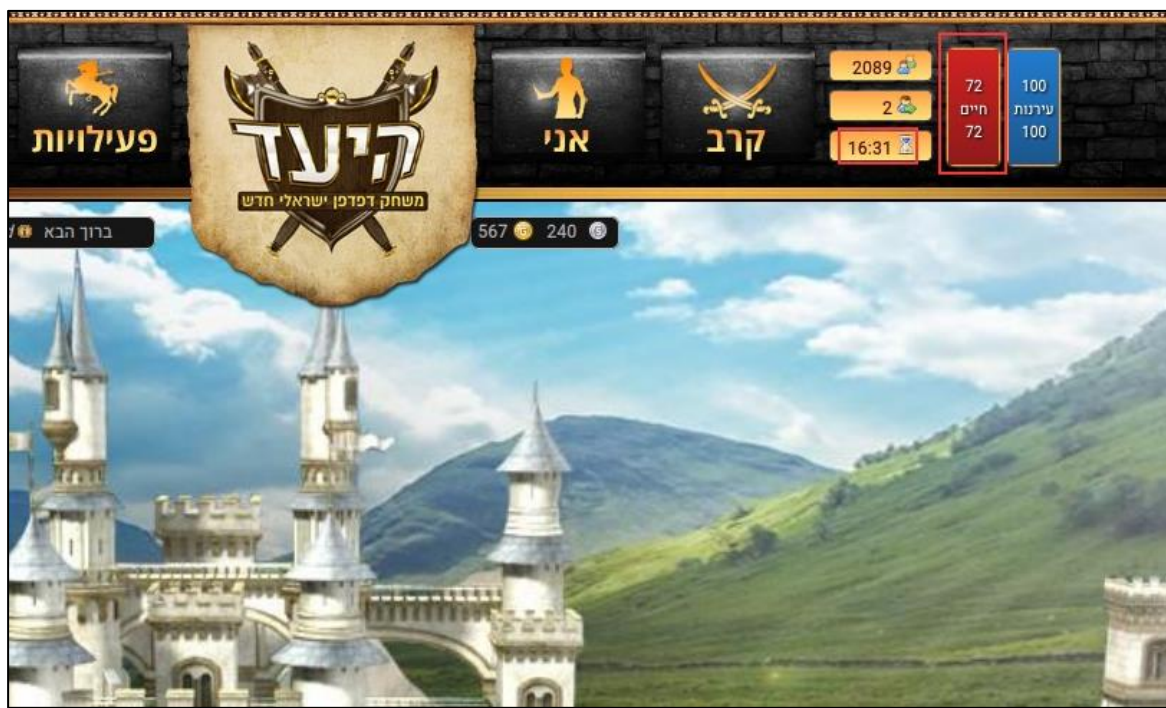 פעילויות
היעד
משחק דפדפן ישראלי חדש
אני
קרב
2089
2
16:31
72
חיים
72
100
עירנות
100
ברוך הבא
567 G 240 S